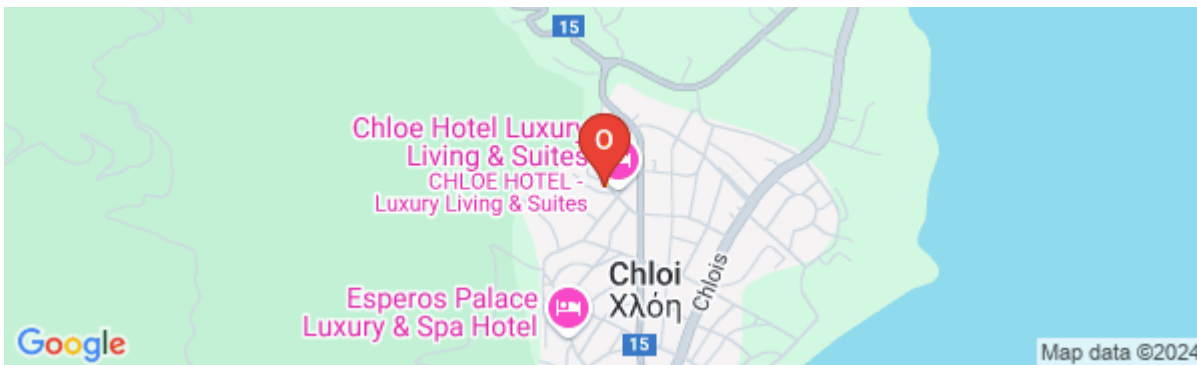 15
Chloe Hotel Luxury
Living & Suites
CHLOE HOTEL -
Luxury Living & Suites
O
Chloi
Χλόη
Chlois
Esperos Palace
Luxury & Spa Hotel
15
Google
Map data ©2024